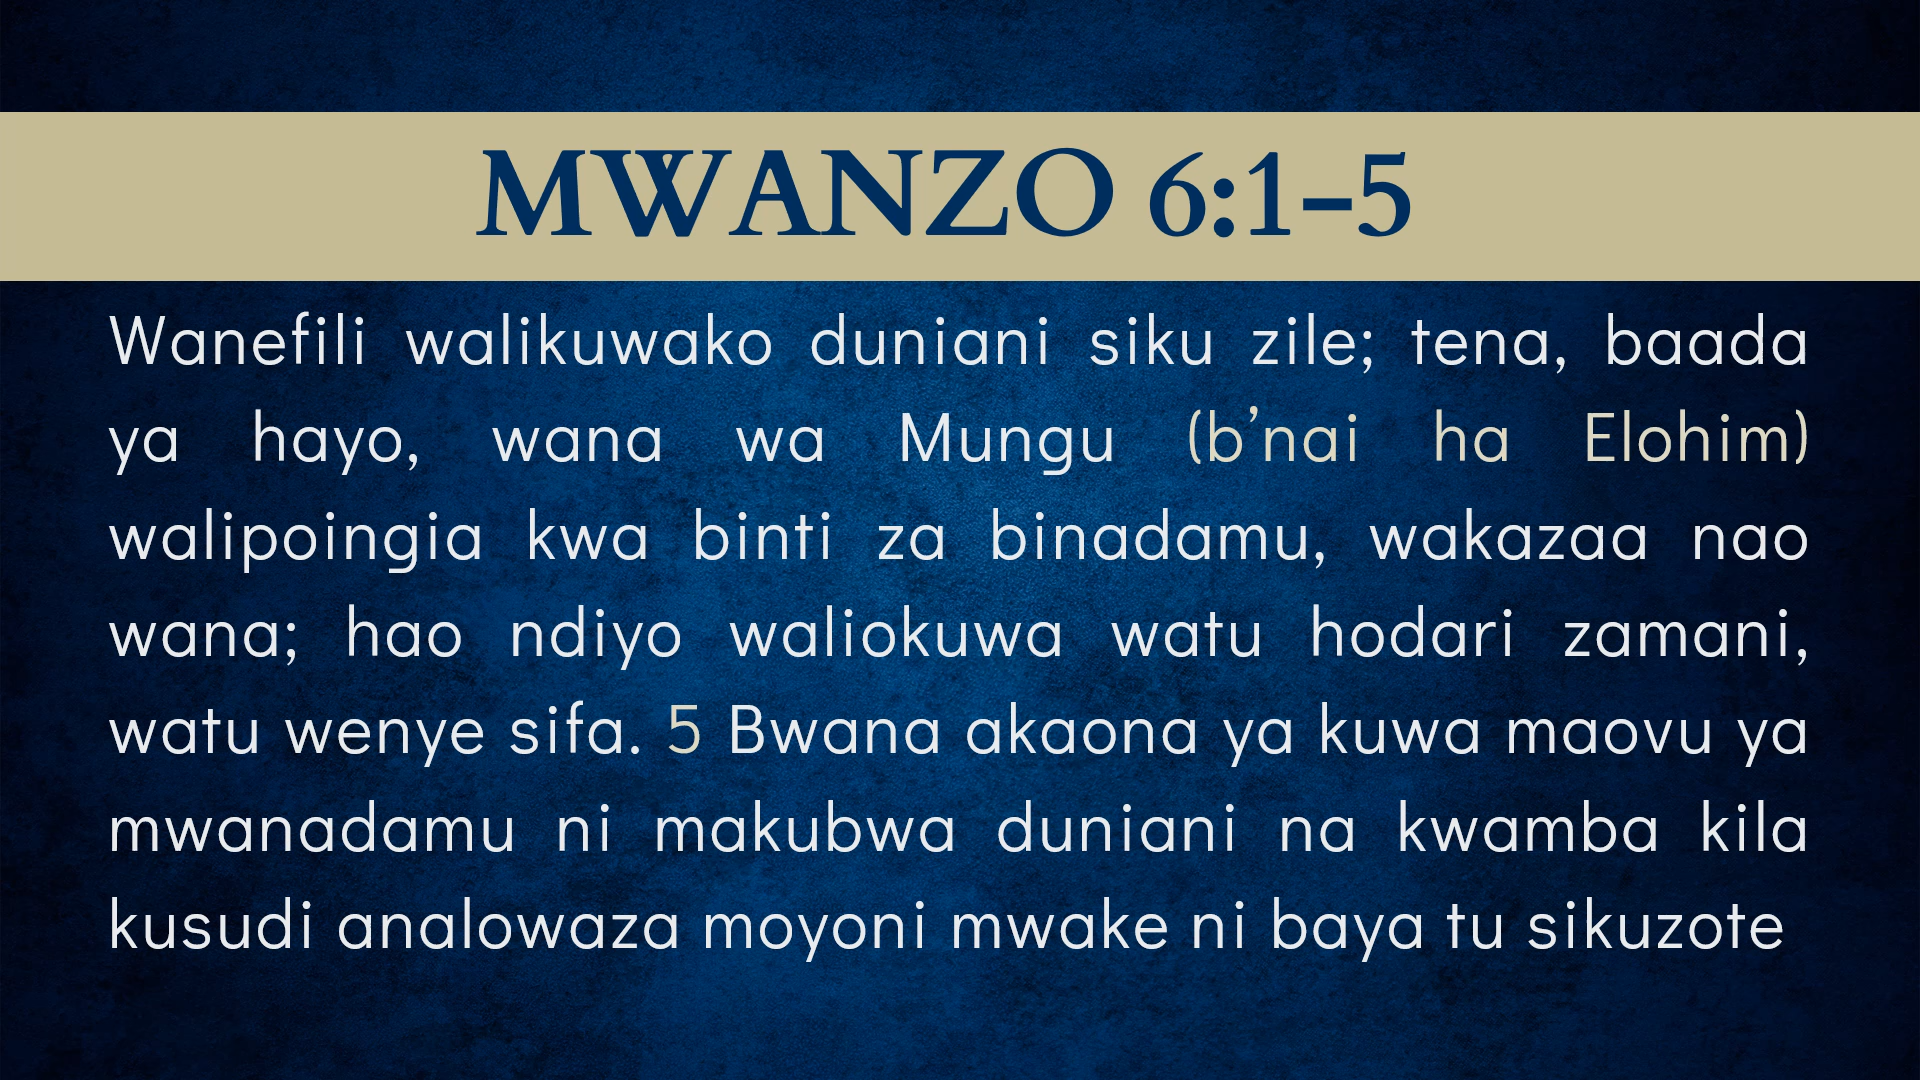 MWANZO 6:1–5
Wanefili walikuwako duniani siku zile; tena, baada
ya hayo, wana wa Mungu (b’nai ha Elohim)
walipoingia kwa binti za binadamu, wakazaa nao
wana; hao ndiyo waliokuwa watu hodari zamani,
watu wenye sifa. 5 Bwana akaona ya kuwa maovu ya
mwanadamu ni makubwa duniani na kwamba kila
kusudi analowaza moyoni mwake ni baya tu sikuzote